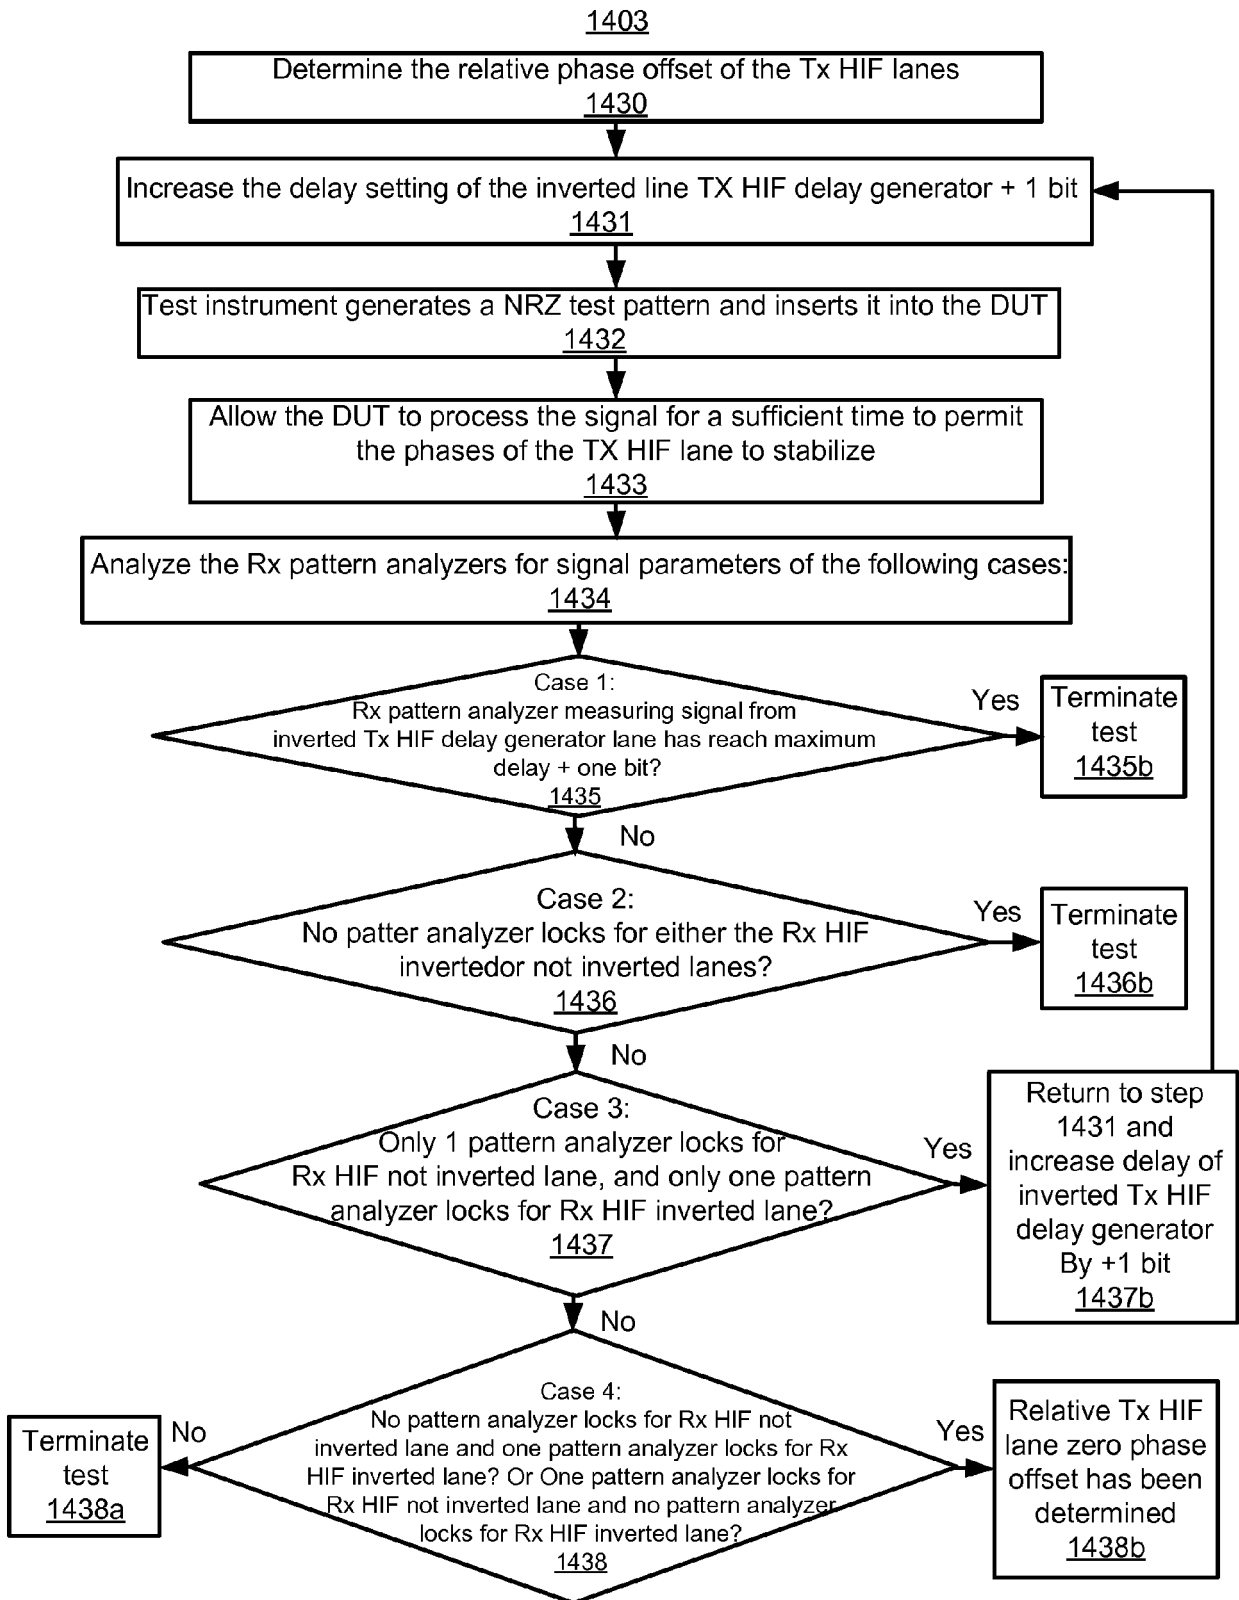 1403
Determine the relative phase offset of the Tx HIF lanes
1430
Increase the delay setting of the inverted line TX HIF delay generator + 1 bit
1431
Test instrument generates a NRZ test pattern and inserts it into the DUT
1432
Allow the DUT to process the signal for a sufficient time to permit
the phases of the TX HIF lane to stabilize
1433
Analyze the Rx pattern analyzers for signal parameters of the following cases:
1434
Case 1:
Rx pattern analyzer measuring signal from
inverted Tx HIF delay generator lane has reach maximum
delay + one bit?
1435
Yes
Terminate
test
1435b
No
Case 2:
No patter analyzer locks for either the Rx HIF
invertedor not inverted lanes?
1436
Yes
Terminate
test
1436b
No
Case 3:
Only 1 pattern analyzer locks for
Rx HIF not inverted lane, and only one pattern
analyzer locks for Rx HIF inverted lane?
1437
Yes
Return to step
1431 and
increase delay of
inverted Tx HIF
delay generator
By +1 bit
1437b
No
Case 4:
No pattern analyzer locks for Rx HIF not
inverted lane and one pattern analyzer locks for Rx
HIF inverted lane? Or One pattern analyzer locks for
Rx HIF not inverted lane and no pattern analyzer
locks for Rx HIF inverted lane?
1438
No
Terminate
test
1438a
Yes
Relative Tx HIF
lane zero phase
offset has been
determined
1438b